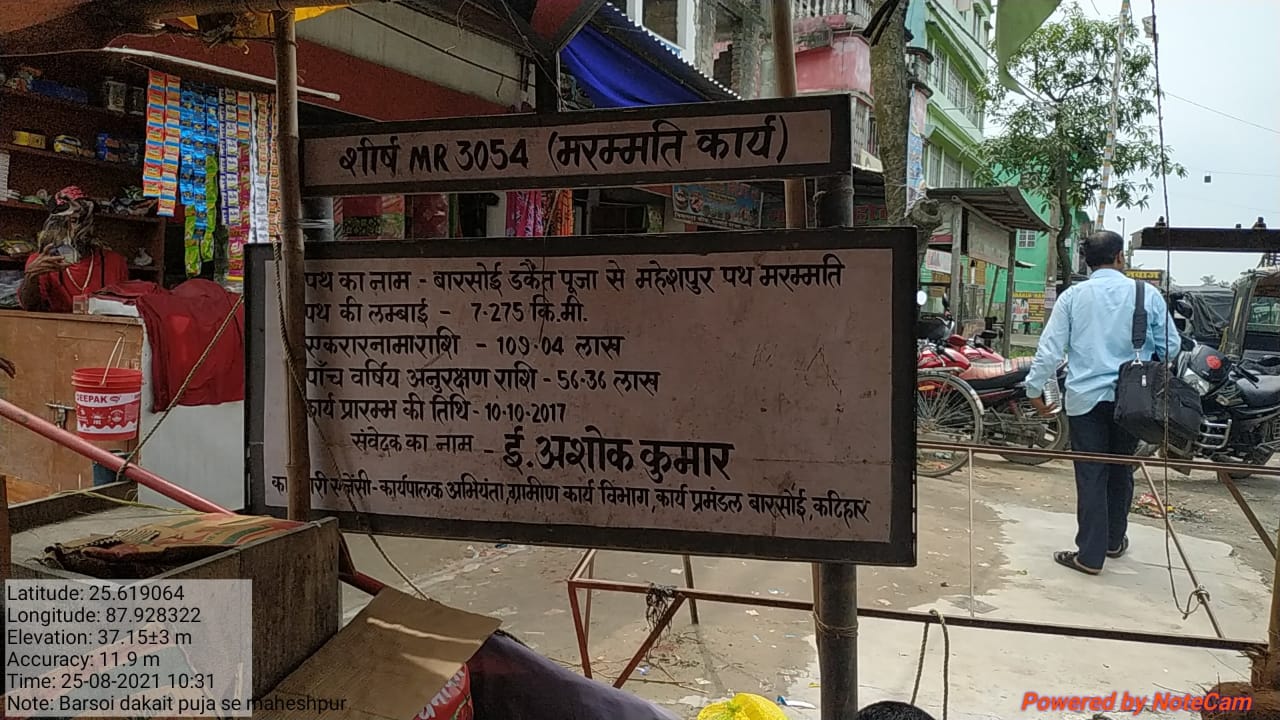 शीर्ष MR 3054 (मरम्मति कार्य)
पथ का नाम - बारसोई डकैत पूजा से महेशपुर पथ मरम्मति
पथ की लम्बाई - 7.275 कि.मी.
एकरारनामाराशि - 109.04 लाख
पाँच वर्षिय अनुरक्षण राशि - 56.36 लाख
कार्य प्रारम्भ की तिथि - 10.10.2017
संवेदक का नाम - ई. अशोक कुमार
एजेंसी - कार्यपालक अभियंता, ग्रामीण कार्य विभाग, कार्य प्रमंडल बारसोई, कटिहार
DEEPAK
Latitude: 25.619064
Longitude: 87.928322
Elevation: 37.15±3 m
Accuracy: 11.9 m
Time: 25-08-2021 10:31
Note: Barsoi dakait puja se maheshpur
Powered by NoteCam